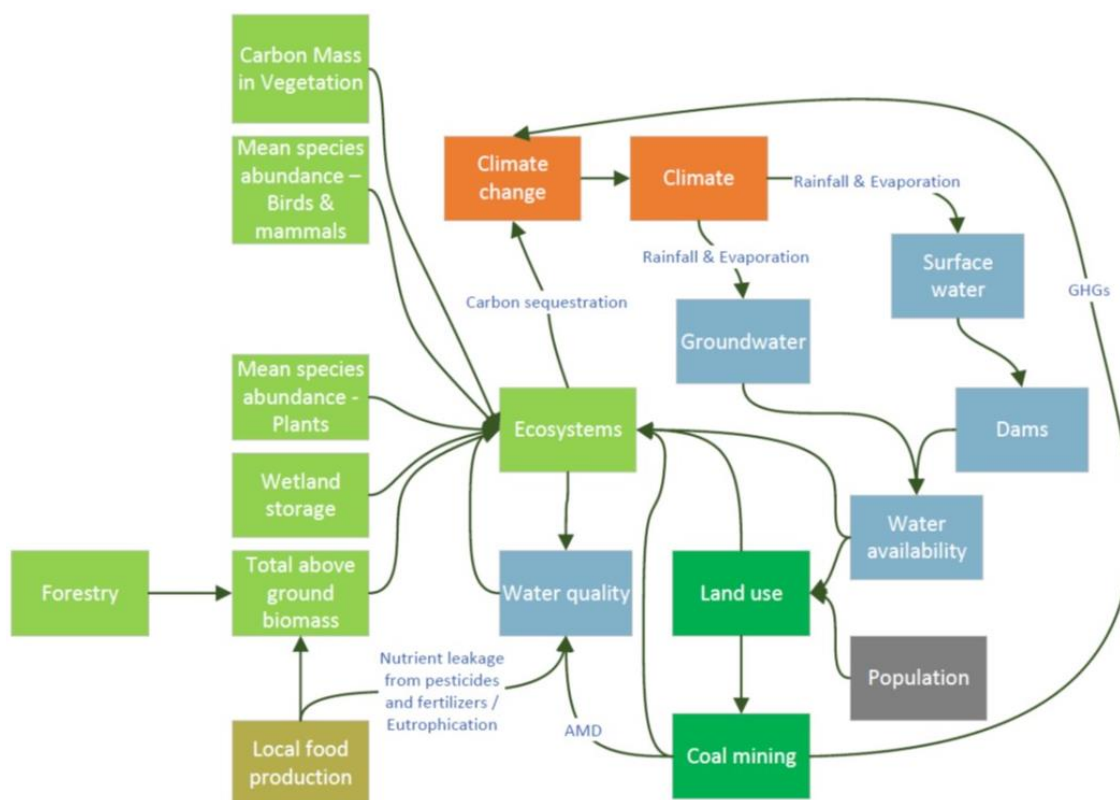 Carbon Mass
in Vegetation
Mean species
abundance –
Birds &
mammals
Climate
change
Climate
Rainfall & Evaporation
Rainfall & Evaporation
Surface
water
GHGs
Carbon sequestration
Groundwater
Mean species
abundance -
Plants
Ecosystems
Dams
Wetland
storage
Water
availability
Forestry
Total above
ground
biomass
Water quality
Land use
Nutrient leakage
from pesticides
and fertilizers /
Eutrophication
Population
AMD
Local food
production
Coal mining